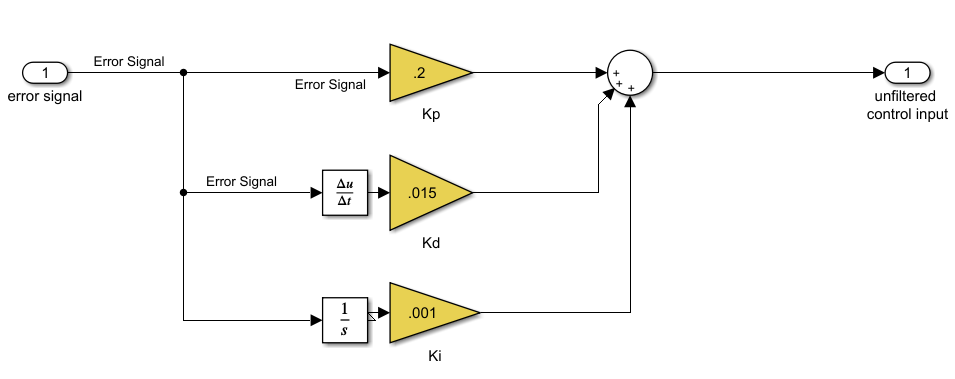 Error Signal
1
error signal
Error Signal
.2
Kp
+
+
+
1
unfiltered
control input
Error Signal
Δu
Δt
.015
Kd
1
s
.001
Ki